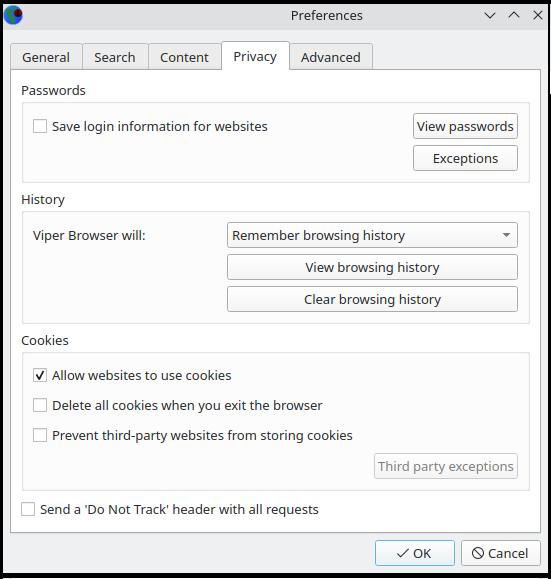 Preferences
General
Search
Content
Privacy
Advanced
Passwords
Save login information for websites
View passwords
Exceptions
History
Viper Browser will:
Remember browsing history
View browsing history
Clear browsing history
Cookies
Allow websites to use cookies
Delete all cookies when you exit the browser
Prevent third-party websites from storing cookies
Third party exceptions
Send a 'Do Not Track' header with all requests
OK
Cancel